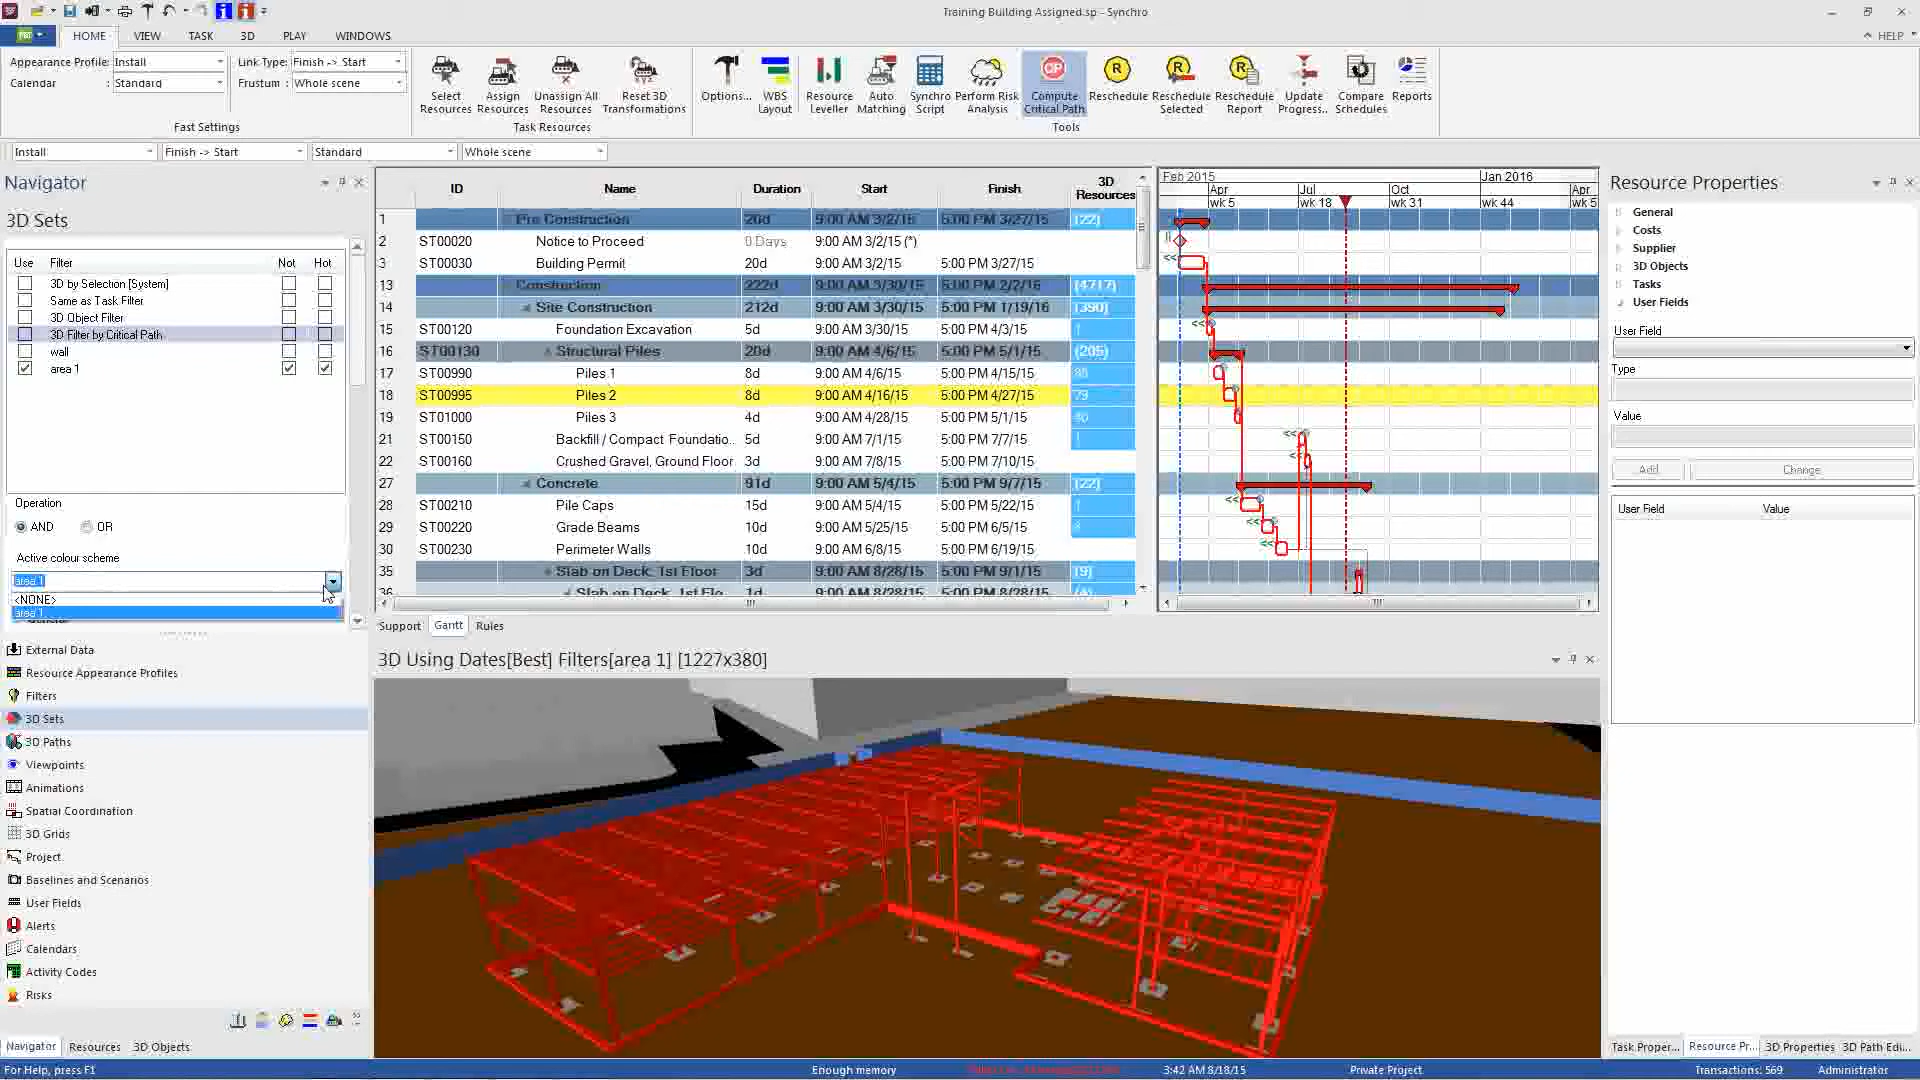 Training Building Assigned.sp - Synchro
HOME VIEW TASK 3D PLAY WINDOWS HELP
Appearance Profile: Install
Calendar Standard
Link Type: Finish -> Start
Frustum : Whole scene
Fast Settings
Select Resources
Assign Resources
Unassign All Resources
Reset 3D Transformations
Task Resources
Options...
WBS Layout
Resource Leveller
Auto Matching
Synchro Script
Perform Risk Analysis
Compute Critical Path
Reschedule
Reschedule Selected
Reschedule Report
Update Progress...
Compare Schedules
Reports
Tools
Install Finish -> Start Standard Whole scene
Navigator
3D Sets
Use Filter Not Hot
3D by Selection [System]
Same as Task Filter
3D Object Filter
3D Filter by Critical Path
wall
area 1
Operation
AND OR
Active colour scheme
area 1
<NONE>
area 1
General
External Data
Resource Appearance Profiles
Filters
3D Sets
3D Paths
Viewpoints
Animations
Spatial Coordination
3D Grids
Project
Baselines and Scenarios
User Fields
Alerts
Calendars
Activity Codes
Risks
Navigator Resources 3D Objects
ID Name Duration Start Finish 3D Resources
1 Pre Construction 20d 9:00 AM 3/2/15 5:00 PM 3/27/15 (22)
2 ST00020 Notice to Proceed 0 Days 9:00 AM 3/2/15 (*)
3 ST00030 Building Permit 20d 9:00 AM 3/2/15 5:00 PM 3/27/15
13 Construction 222d 9:00 AM 3/30/15 5:00 PM 2/2/16 (4717)
14 Site Construction 212d 9:00 AM 3/30/15 5:00 PM 1/19/16 (390)
15 ST00120 Foundation Excavation 5d 9:00 AM 3/30/15 5:00 PM 4/3/15 1
16 ST00130 Structural Piles 20d 9:00 AM 4/6/15 5:00 PM 5/1/15 (205)
17 ST00990 Piles 1 8d 9:00 AM 4/6/15 5:00 PM 4/15/15 85
18 ST00995 Piles 2 8d 9:00 AM 4/16/15 5:00 PM 4/27/15 79
19 ST01000 Piles 3 4d 9:00 AM 4/28/15 5:00 PM 5/1/15 40
21 ST00150 Backfill / Compact Foundatio.. 5d 9:00 AM 7/1/15 5:00 PM 7/7/15 1
22 ST00160 Crushed Gravel, Ground Floor 3d 9:00 AM 7/8/15 5:00 PM 7/10/15
27 Concrete 91d 9:00 AM 5/4/15 5:00 PM 9/7/15 (22)
28 ST00210 Pile Caps 15d 9:00 AM 5/4/15 5:00 PM 5/22/15 1
29 ST00220 Grade Beams 10d 9:00 AM 5/25/15 5:00 PM 6/5/15
30 ST00230 Perimeter Walls 10d 9:00 AM 6/8/15 5:00 PM 6/19/15
35 Slab on Deck, 1st Floor 3d 9:00 AM 8/28/15 5:00 PM 9/1/15 (9)
36 Slab on Deck, 1st Flo... 1d 9:00 AM 8/28/15 5:00 PM 8/28/15
Feb 2015 Jan 2016
Apr Jul Oct Apr
wk 5 wk 18 wk 31 wk 44 wk 5
Support Gantt Rules
3D Using Dates[Best] Filters[area 1] [1227x380]
Resource Properties
General
Costs
Supplier
3D Objects
Tasks
User Fields
User Field
Type
Value
Add Change
User Field Value
Task Proper... Resource Pr... 3D Properties 3D Path Edi...
For Help, press F1 Enough memory 3:42 AM 8/18/15 Private Project Transactions: 569 Administrator